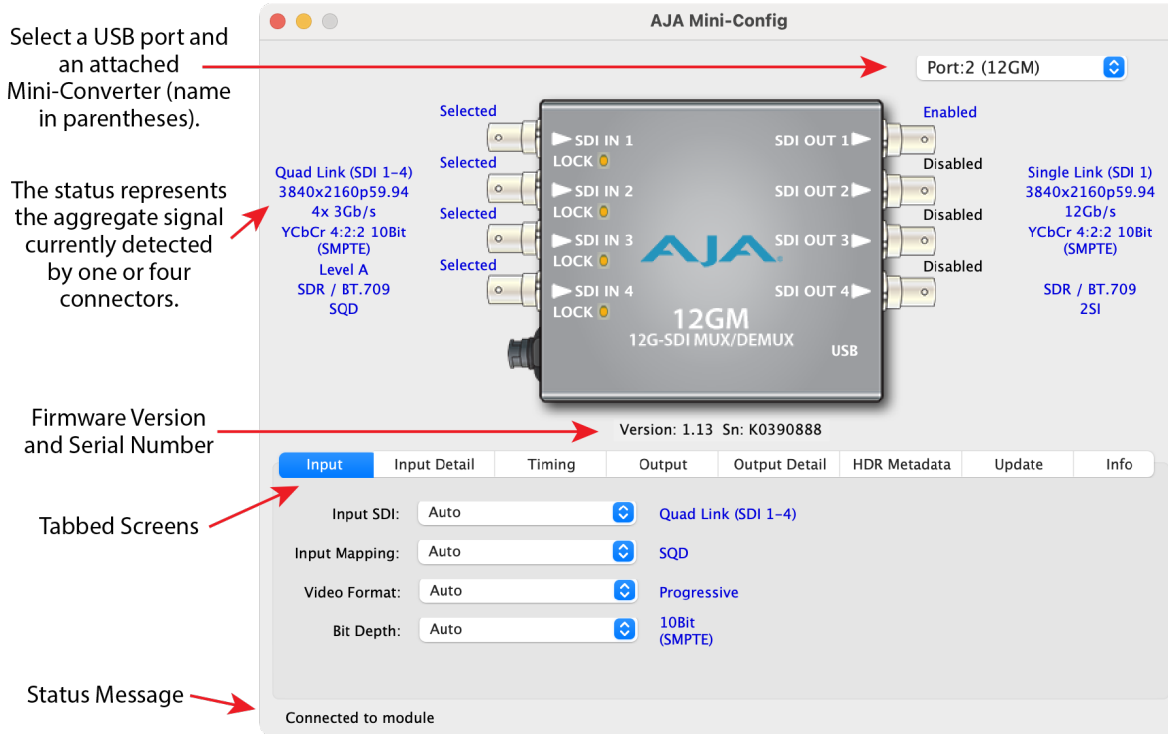 AJA Mini-Config
Select a USB port and
an attached
Mini-Converter (name
in parentheses).
Port:2 (12GM)
The status represents
the aggregate signal
currently detected
by one or four
connectors.
Quad Link (SDI 1-4)
3840x2160p59.94
4x 3Gb/s
YCbCr 4:2:2 10Bit
(SMPTE)
Level A
SDR / BT.709
SQD
Selected
Selected
Selected
Selected
SDI IN 1
LOCK
SDI IN 2
LOCK
SDI IN 3
LOCK
SDI IN 4
LOCK
AJA
12GM
12G-SDI MUX/DEMUX
USB
SDI OUT 1
SDI OUT 2
SDI OUT 3
SDI OUT 4
Enabled
Disabled
Disabled
Disabled
Single Link (SDI 1)
3840x2160p59.94
12Gb/s
YCbCr 4:2:2 10Bit
(SMPTE)
SDR / BT.709
2SI
Firmware Version
and Serial Number
Version: 1.13 Sn: K0390888
Tabbed Screens
Input Input Detail Timing Output Output Detail HDR Metadata Update Info
Input SDI: Auto Quad Link (SDI 1-4)
Input Mapping: Auto SQD
Video Format: Auto Progressive
Bit Depth: Auto 10Bit
(SMPTE)
Status Message
Connected to module